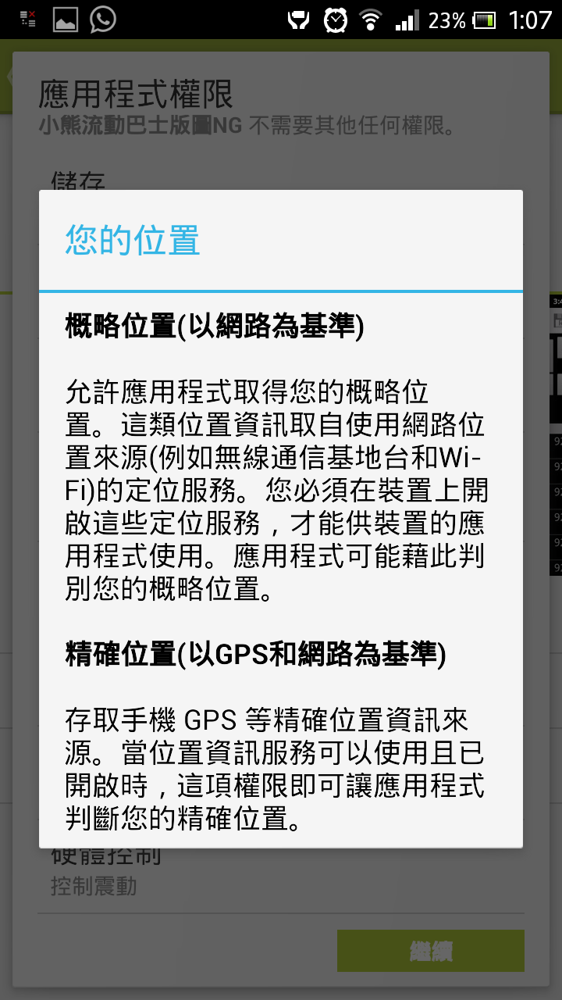 23% 1:07
應用程式權限
小熊流動巴士版圖NG 不需要其他任何權限。
儲存
您的位置
概略位置(以網路為基準)
允許應用程式取得您的概略位
置。這類位置資訊取自使用網路位
置來源(例如無線通信基地台和Wi-
Fi)的定位服務。您必須在裝置上開
啟這些定位服務，才能供裝置的應
用程式使用。應用程式可能藉此判
別您的概略位置。
精確位置(以GPS和網路為基準)
存取手機 GPS 等精確位置資訊來
源。當位置資訊服務可以使用且已
開啟時，這項權限即可讓應用程式
判斷您的精確位置。
硬體控制
控制震動
繼續